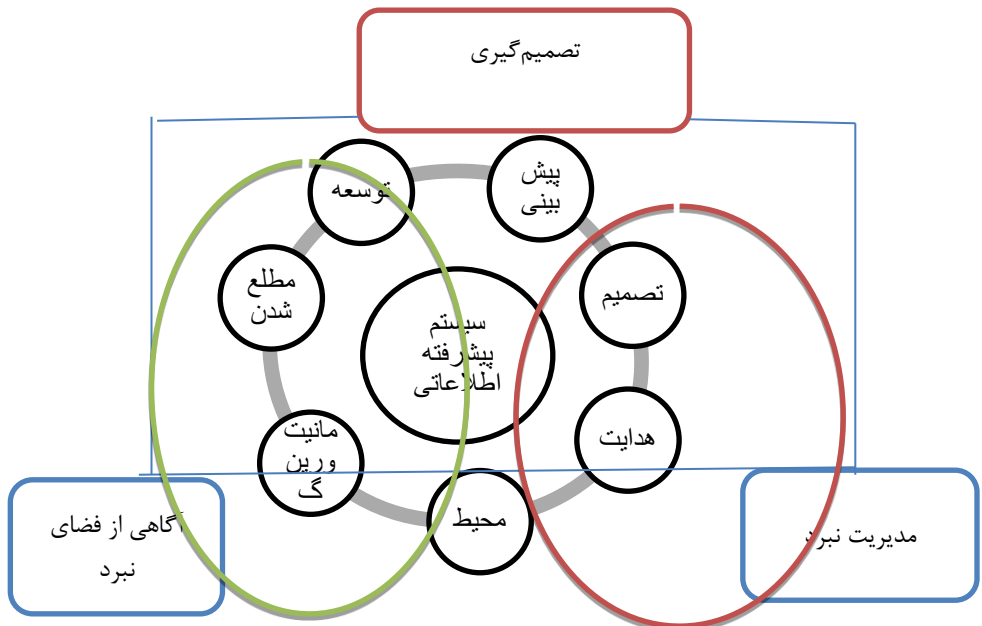 تصمیم‌گیری
پیش
بینی
توسعه
تصمیم
مطلع
شدن
سیستم
پیشرفته
اطلاعاتی
هدایت
مانیت
ورین
گ
محیط
آگاهی از فضای
نبرد
مدیریت نبرد